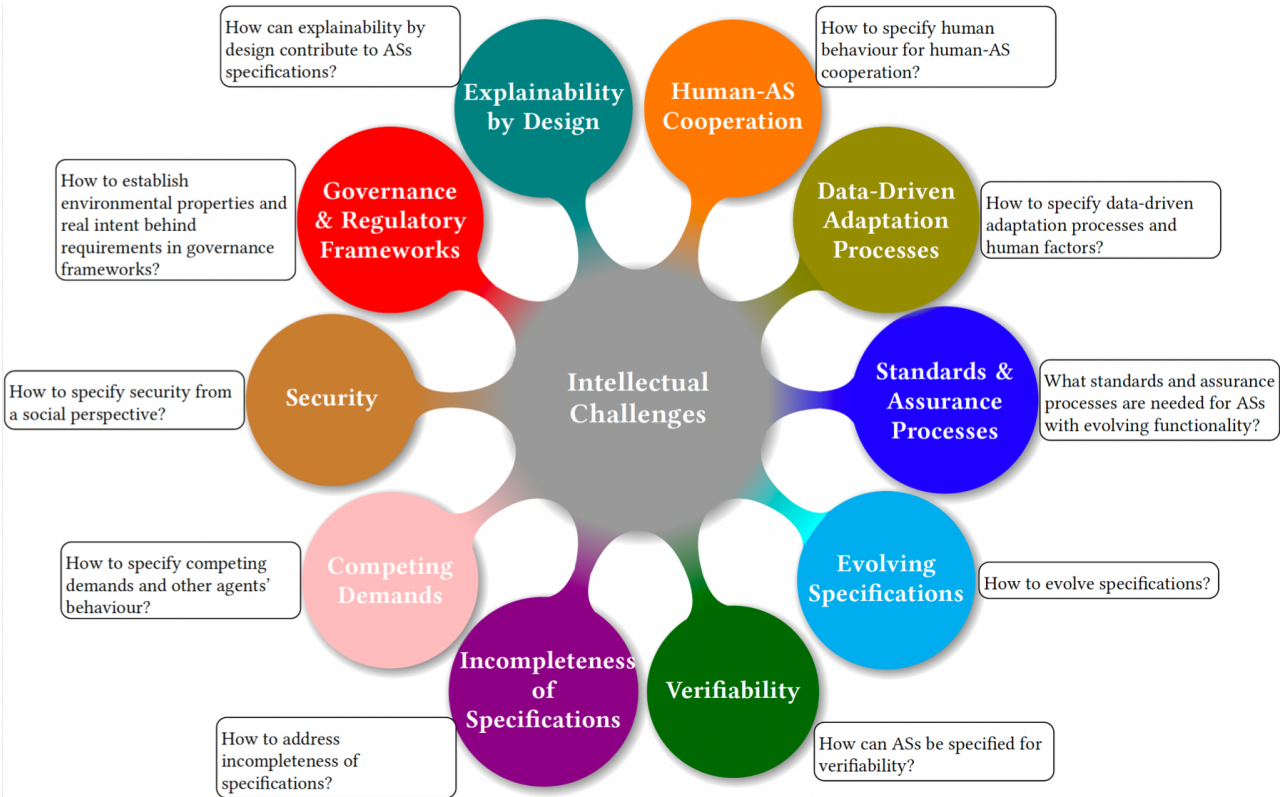 How can explainability by
design contribute to ASs
specifications?
Explainability
by Design
Human-AS
Cooperation
How to specify human
behaviour for human-AS
cooperation?
How to establish
environmental properties and
real intent behind
requirements in governance
frameworks?
Governance
& Regulatory
Frameworks
Data-Driven
Adaptation
Processes
How to specify data-driven
adaptation processes and
human factors?
How to specify security from
a social perspective?
Security
Intellectual
Challenges
Standards &
Assurance
Processes
What standards and assurance
processes are needed for ASs
with evolving functionality?
How to specify competing
demands and other agents'
behaviour?
Competing
Demands
Evolving
Specifications
How to evolve specifications?
How to address
incompleteness of
specifications?
Incompleteness
of
Specifications
Verifiability
How can ASs be specified for
verifiability?